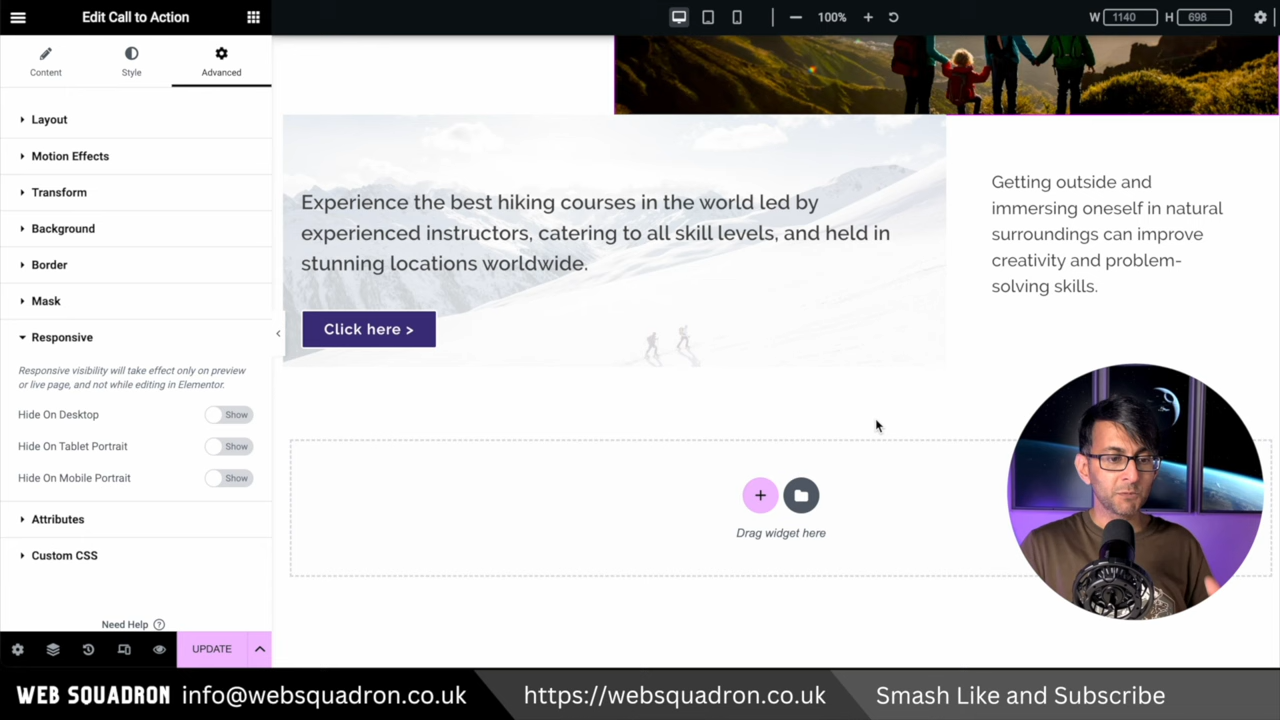 Edit Call to Action
100%
W 1140 H 698
Content
Style
Advanced
Layout
Motion Effects
Transform
Background
Border
Mask
Responsive
Responsive visibility will take effect only on preview
or live page, and not while editing in Elementor.
Hide On Desktop Show
Hide On Tablet Portrait Show
Hide On Mobile Portrait Show
Attributes
Custom CSS
Need Help ?
UPDATE
Experience the best hiking courses in the world led by
experienced instructors, catering to all skill levels, and held in
stunning locations worldwide.
Click here >
Getting outside and
immersing oneself in natural
surroundings can improve
creativity and problem-
solving skills.
Drag widget here
WEB SQUADRON info@websquadron.co.uk
https://websquadron.co.uk
Smash Like and Subscribe